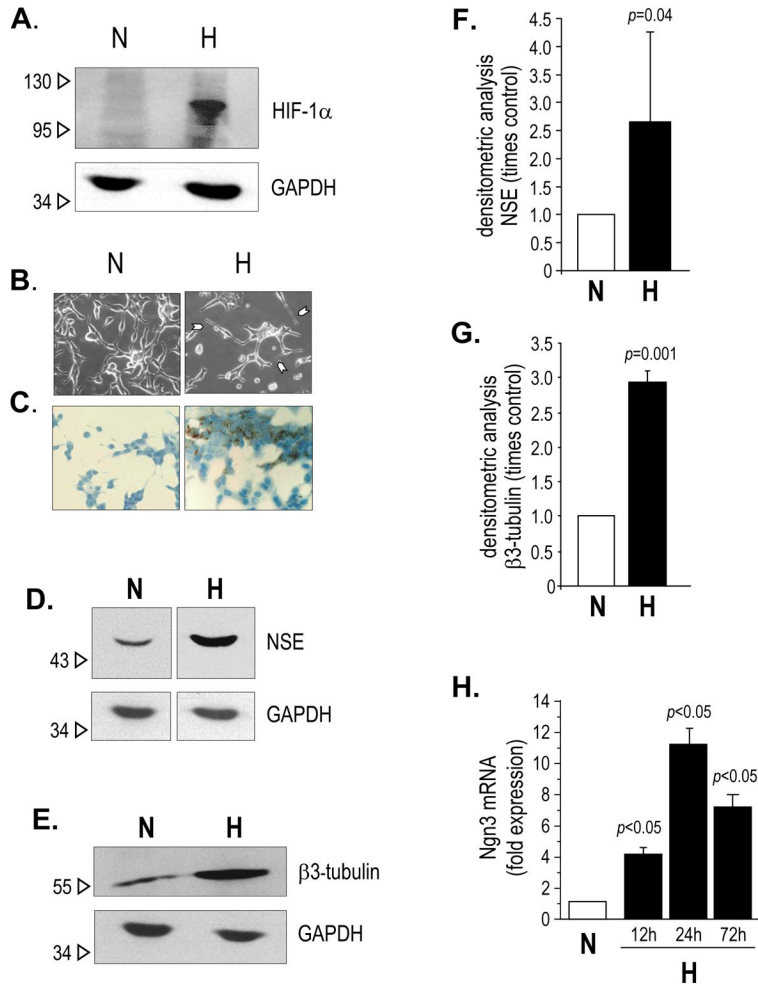 A.
N H
130
95
HIF-1α
34
GAPDH
N H
B.
C.
D.
N H
43
NSE
34
GAPDH
E.
N H
55
β3-tubulin
34
GAPDH
F.
densitometric analysis
NSE (times control)
p=0.04
4.5
4.0
3.5
3.0
2.5
2.0
1.5
1.0
0.5
0
N H
G.
densitometric analysis
β3-tubulin (times control)
p=0.001
3.5
3.0
2.5
2.0
1.5
1.0
0.5
0
N H
H.
Ngn3 mRNA
(fold expression)
14
12
10
8
6
4
2
0
p<0.05
p<0.05
p<0.05
N
12h 24h 72h
H